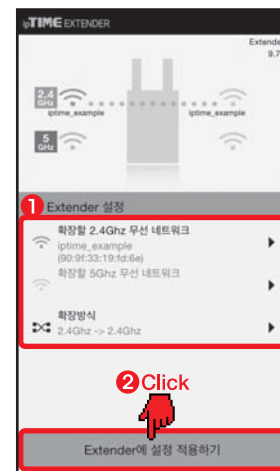 ipTIME EXTENDER
Extende
9.7
2.4 GHz
iptime_example
iptime_example
5 GHz
1 Extender 설정
확장할 2.4Ghz 무선 네트워크
iptime_example
(90:9f:33:19:fd:6e)
확장할 5Ghz 무선 네트워크
확장방식
2.4Ghz -> 2.4Ghz
2 Click
Extender에 설정 적용하기